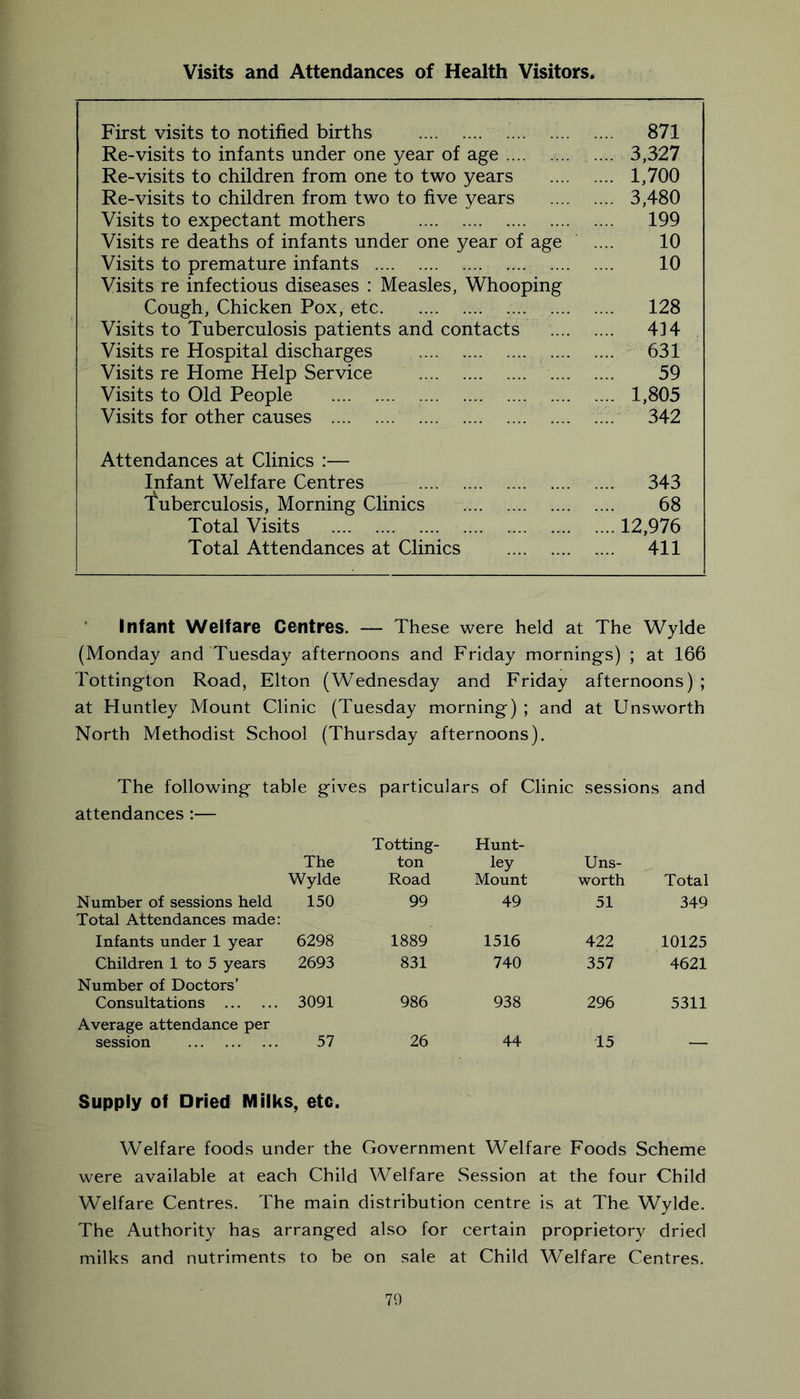 Visits and Attendances of Health Visitors.
First visits to notified births .... .... .... .... .... 871
Re-visits to infants under one year of age .... .... .... 3,327
Re-visits to children from one to two years .... .... 1,700
Re-visits to children from two to five years .... .... 3,480
Visits to expectant mothers .... .... .... .... .... 199
Visits re deaths of infants under one year of age .... 10
Visits to premature infants .... .... .... .... .... .... 10
Visits re infectious diseases : Measles, Whooping
Cough, Chicken Pox, etc. .... .... .... .... .... 128
Visits to Tuberculosis patients and contacts .... .... 414
Visits re Hospital discharges .... .... .... .... .... 631
Visits re Home Help Service .... .... .... .... .... 59
Visits to Old People .... .... .... .... .... .... .... 1,805
Visits for other causes .... .... .... .... .... .... .... 342
Attendances at Clinics :—
Infant Welfare Centres .... .... .... .... .... 343
Tuberculosis, Morning Clinics .... .... .... .... 68
Total Visits .... .... .... .... .... .... .... 12,976
Total Attendances at Clinics .... .... .... 411
Infant Welfare Centres. — These were held at The Wylde
(Monday and Tuesday afternoons and Friday mornings) ; at 166
Tottington Road, Elton (Wednesday and Friday afternoons) ;
at Huntley Mount Clinic (Tuesday morning) ; and at Unsworth
North Methodist School (Thursday afternoons).
The following table gives particulars of Clinic sessions and
attendances :—
Totting- Hunt-
The ton ley Uns-
Wylde Road Mount worth Total
Number of sessions held 150 99 49 51 349
Total Attendances made:
Infants under 1 year 6298 1889 1516 422 10125
Children 1 to 5 years 2693 831 740 357 4621
Number of Doctors'
Consultations ... ... 3091 986 938 296 5311
Average attendance per
session ... ... ... 57 26 44 15 —
Supply of Dried Milks, etc.
Welfare foods under the Government Welfare Foods Scheme
were available at each Child Welfare Session at the four Child
Welfare Centres. The main distribution centre is at The Wylde.
The Authority has arranged also for certain proprietory dried
milks and nutriments to be on sale at Child Welfare Centres.
79